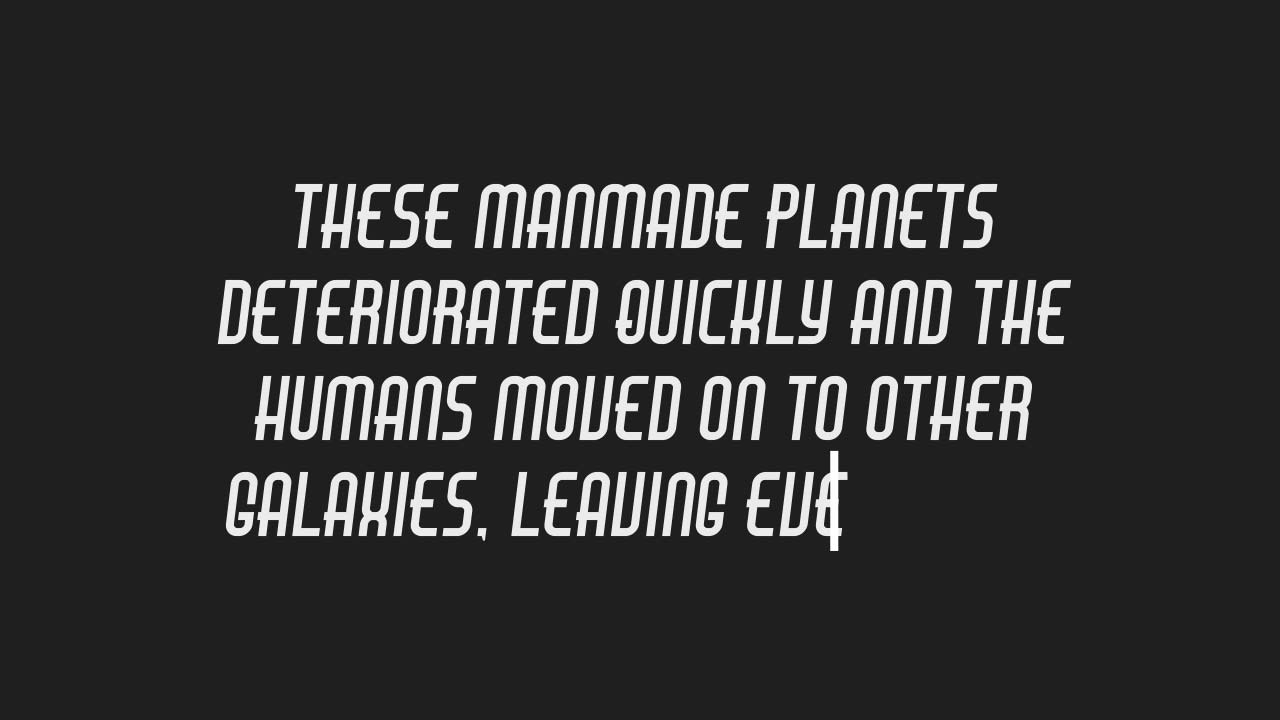 THESE MANMADE PLANETS
DETERIORATED QUICKLY AND THE
HUMANS MOVED ON TO OTHER
GALAXIES, LEAVING EVE